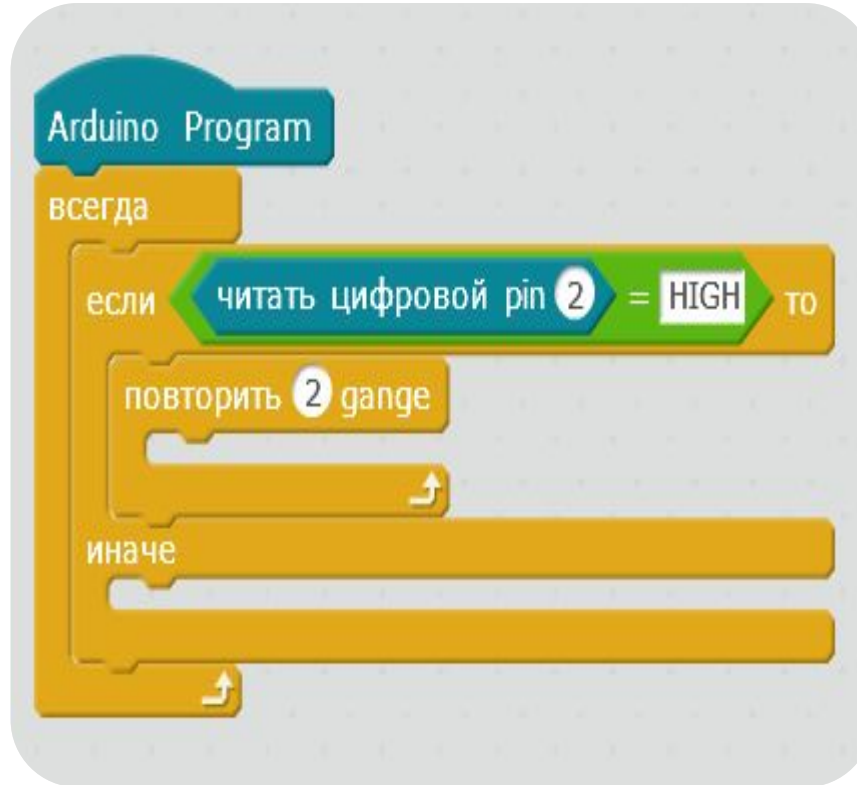 Arduino Program
всегда
если читать цифровой pin 2 = HIGH то
повторить 2 gange
иначе